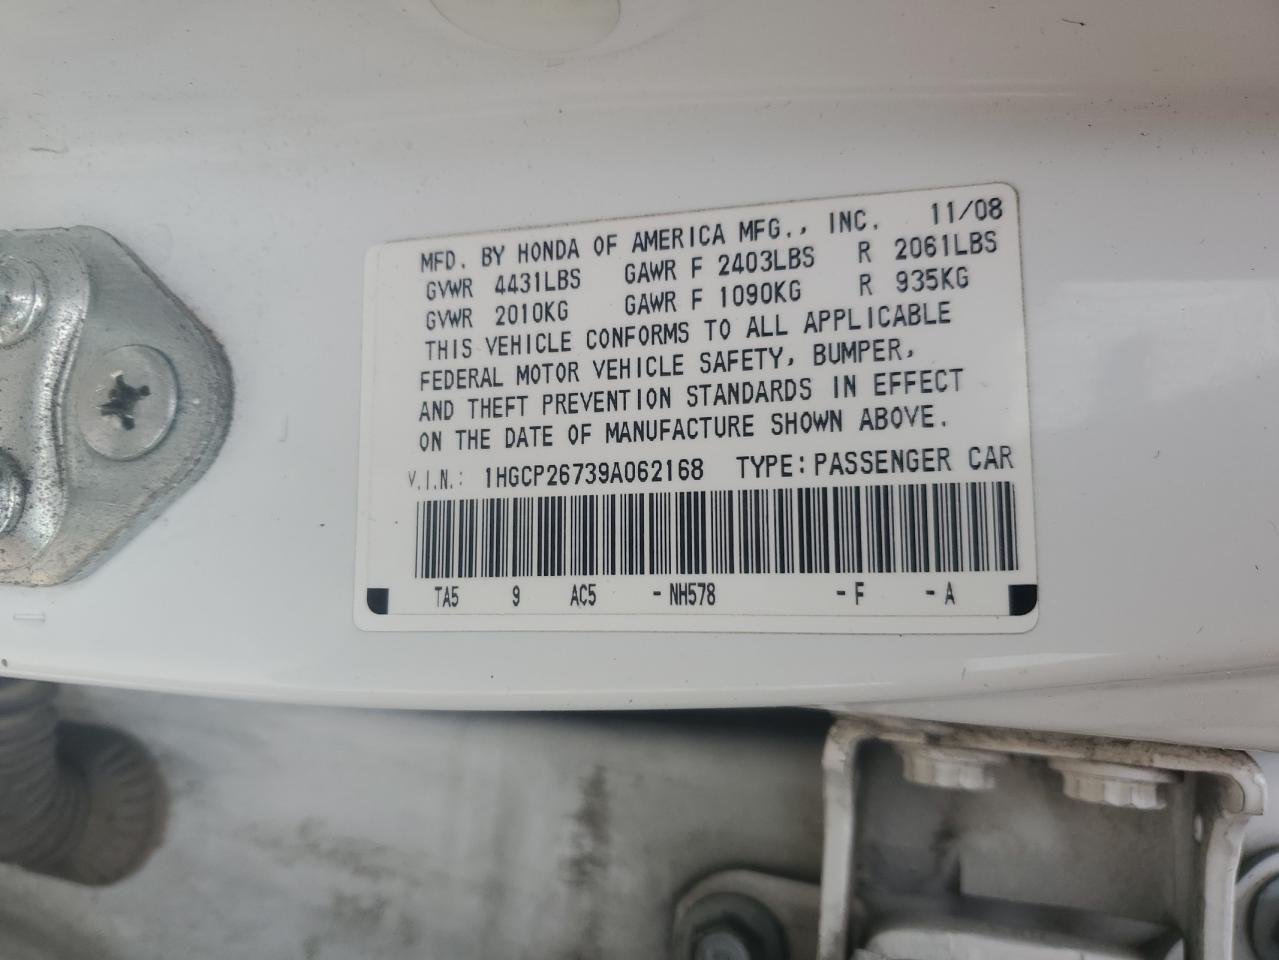 MFD. BY HONDA OF AMERICA MFG., INC. 11/08
GVWR 4431LBS GAWR F 2403LBS R 2061LBS
GVWR 2010KG GAWR F 1090KG R 935KG
THIS VEHICLE CONFORMS TO ALL APPLICABLE
FEDERAL MOTOR VEHICLE SAFETY, BUMPER,
AND THEFT PREVENTION STANDARDS IN EFFECT
ON THE DATE OF MANUFACTURE SHOWN ABOVE.
V.I.N.: 1HGCP26739A062168 TYPE: PASSENGER CAR
TA5 9 AC5 - NH578 - F - A